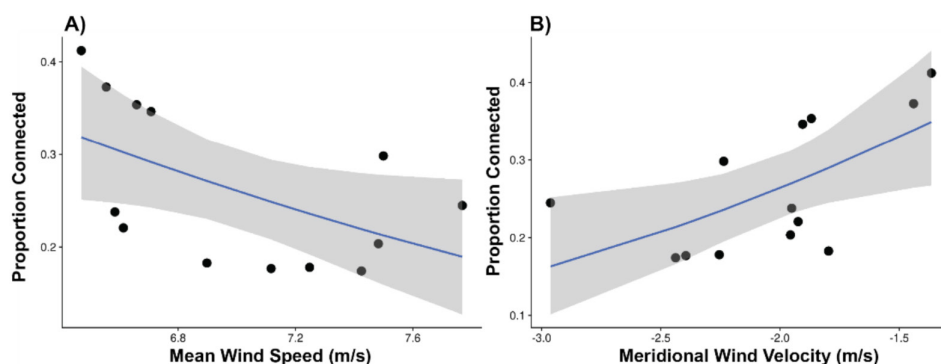 A)
Proportion Connected
0.4
0.3
0.2
6.8
7.2
7.6
Mean Wind Speed (m/s)
B)
Proportion Connected
0.4
0.3
0.2
0.1
-3.0
-2.5
-2.0
-1.5
Meridional Wind Velocity (m/s)